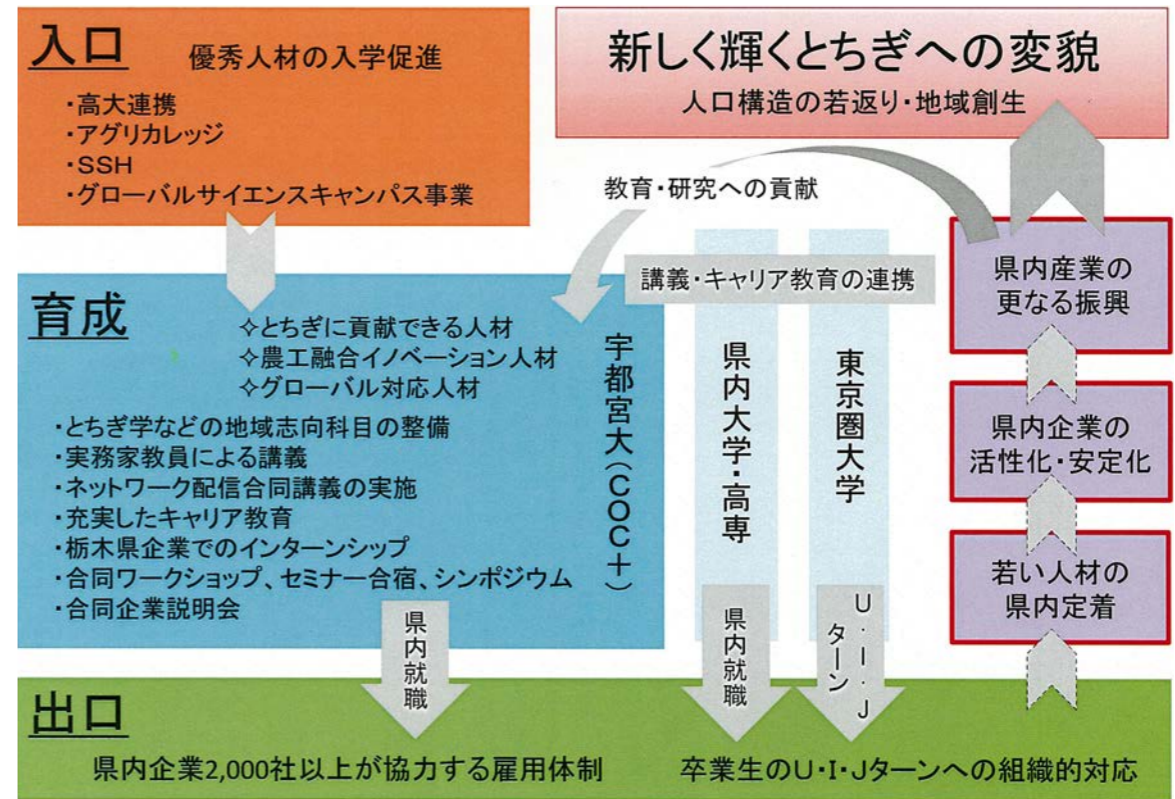 入口
優秀人材の入学促進
・高大連携
・アグリカレッジ
・SSH
・グローバルサイエンスキャンパス事業
新しく輝くとちぎへの変貌
人口構造の若返り・地域創生
教育・研究への貢献
講義・キャリア教育の連携
育成
✧とちぎに貢献できる人材
✧農工融合イノベーション人材
✧グローバル対応人材
・とちぎ学などの地域志向科目の整備
・実務家教員による講義
・ネットワーク配信合同講義の実施
・充実したキャリア教育
・栃木県企業でのインターンシップ
・合同ワークショップ、セミナー合宿、シンポジウム
・合同企業説明会
宇都宮大(COC+)
県内大学・高専
東京圏大学
県内就職
県内就職
U・I・J
ターン
県内産業の
更なる振興
県内企業の
活性化・安定化
若い人材の
県内定着
出口
県内企業2,000社以上が協力する雇用体制
卒業生のU・I・Jターンへの組織的対応